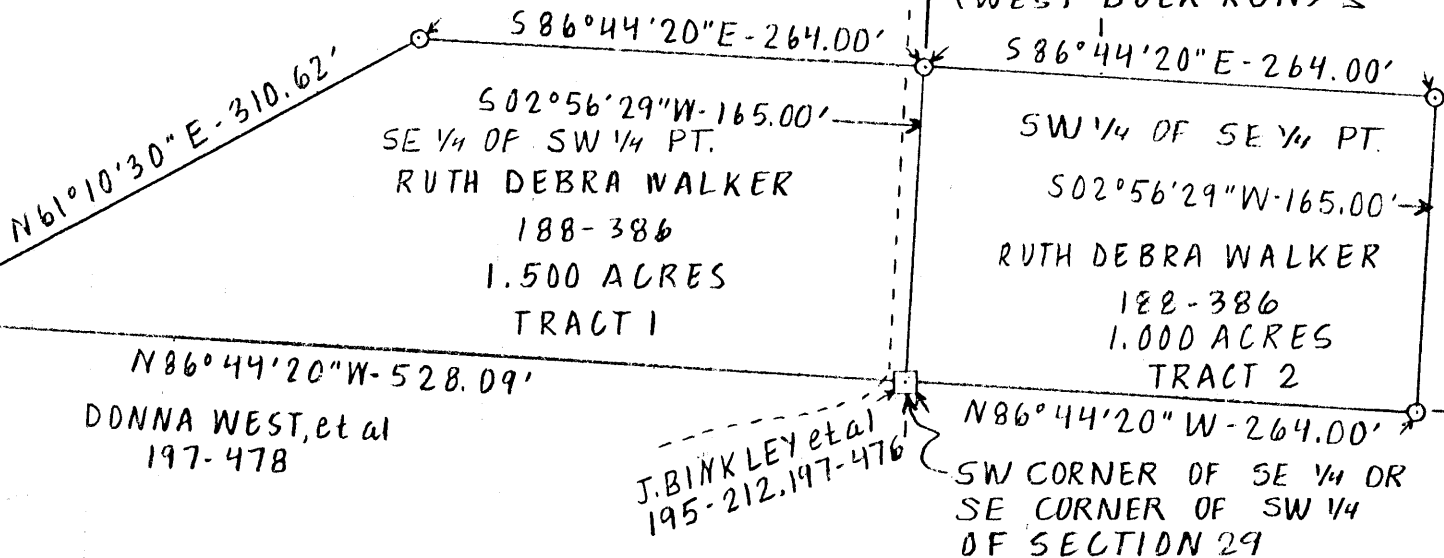 (WEST BUCK RUN)
S86°44'20"E-264.00'
S86°44'20"E-264.00'
N61°10'30"E-310.62'
S02°56'29"W-165.00'
SE 1/4 OF SW 1/4 PT.
RUTH DEBRA WALKER
188-386
1.500 ACRES
TRACT 1
SW 1/4 OF SE 1/4 PT.
S02°56'29"W-165.00'
RUTH DEBRA WALKER
188-386
1.000 ACRES
TRACT 2
N86°44'20"W-528.09'
DONNA WEST, et al
197-478
J. BINKLEY et al
195-212, 197-476
N86°44'20"W-264.00'
SW CORNER OF SE 1/4 OR
SE CORNER OF SW 1/4
OF SECTION 29